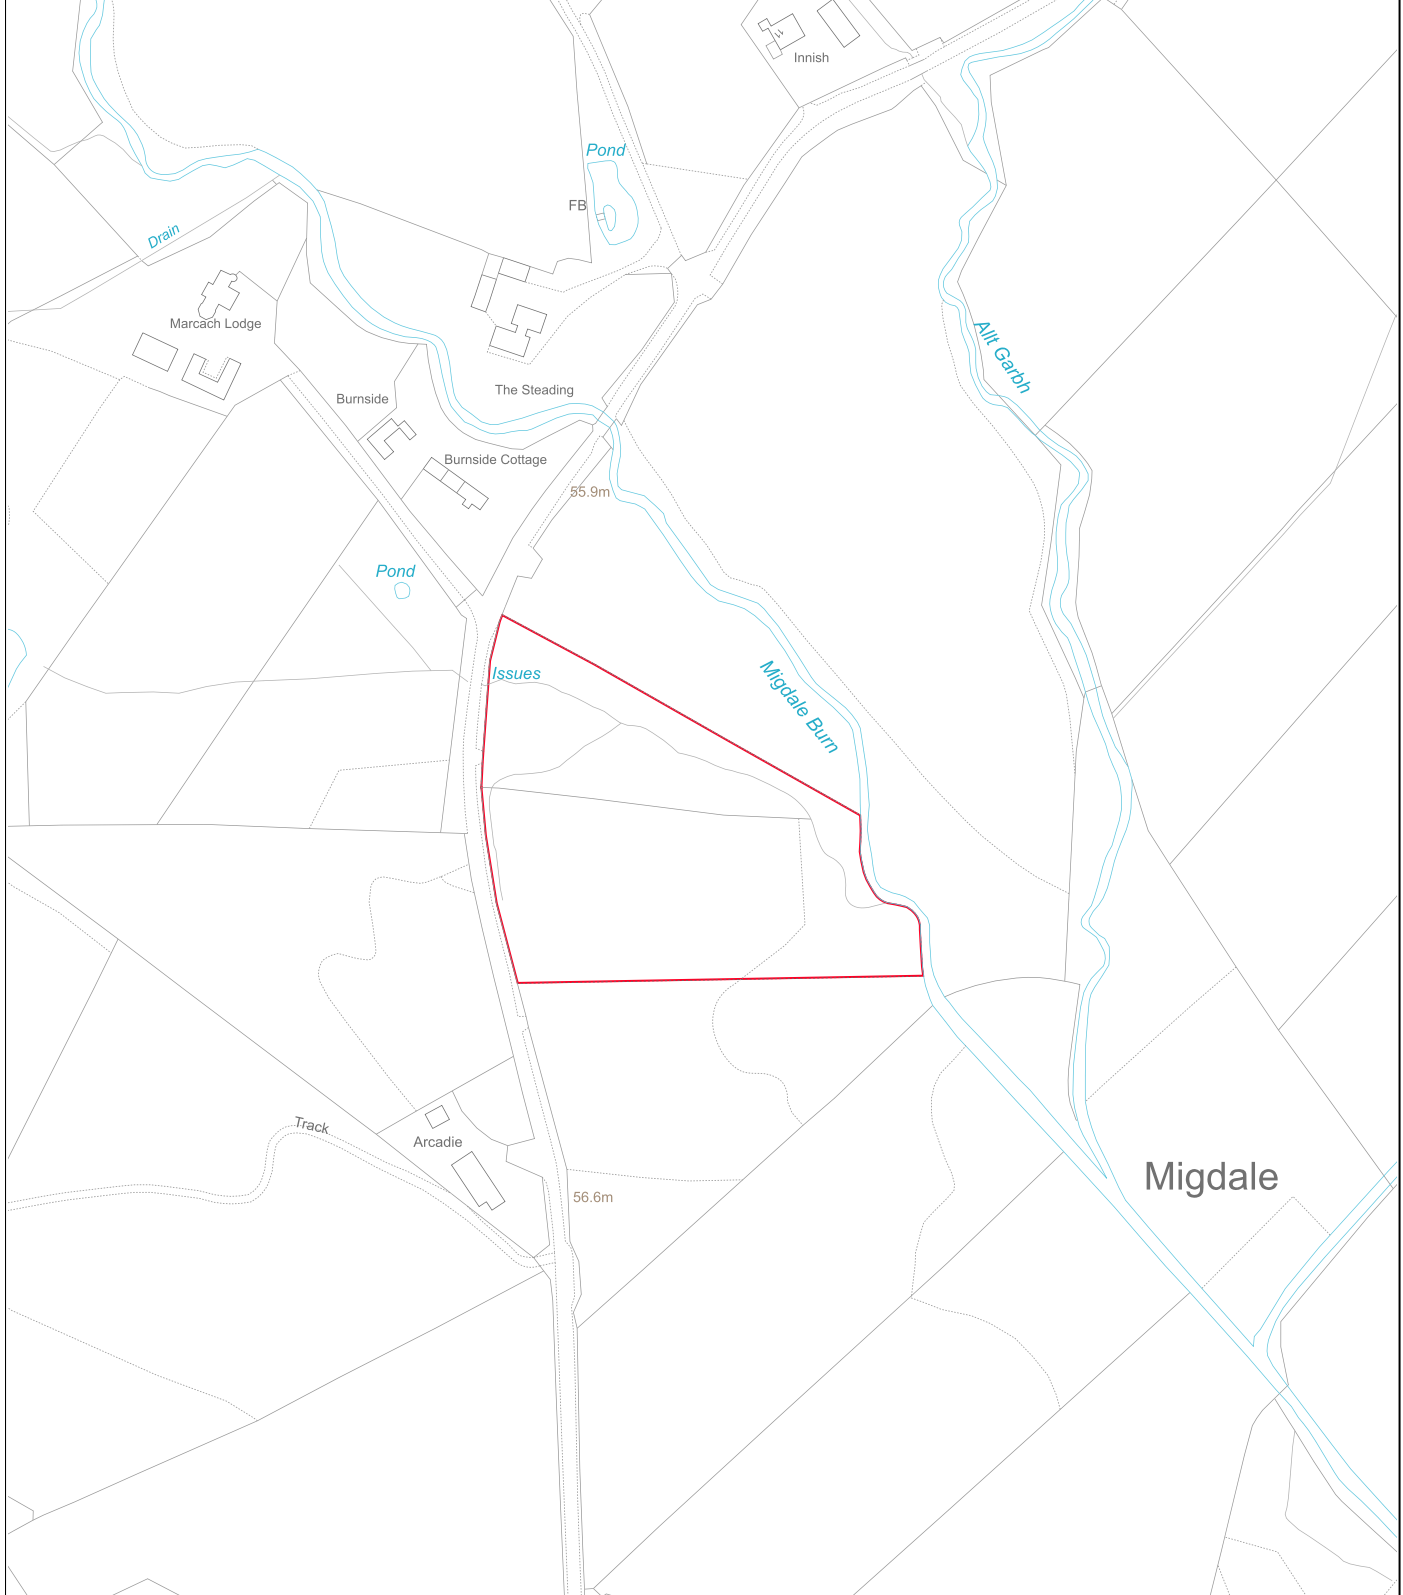 Innish
Pond
FB
Drain
Marcach Lodge
Allt Garbh
The Steading
Burnside
Burnside Cottage
55.9m
Pond
Issues
Migdale Burn
Track
Arcadie
Migdale
56.6m